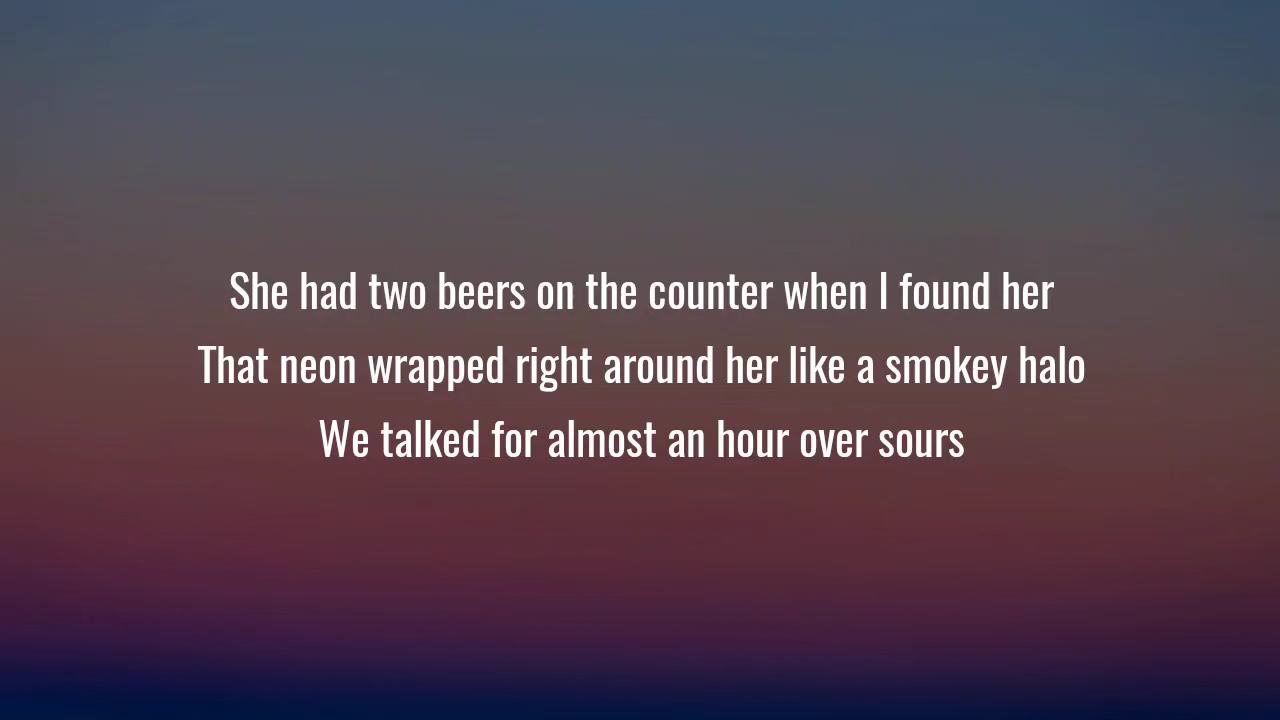 She had two beers on the counter when I found her
That neon wrapped right around her like a smokey halo
We talked for almost an hour over sours